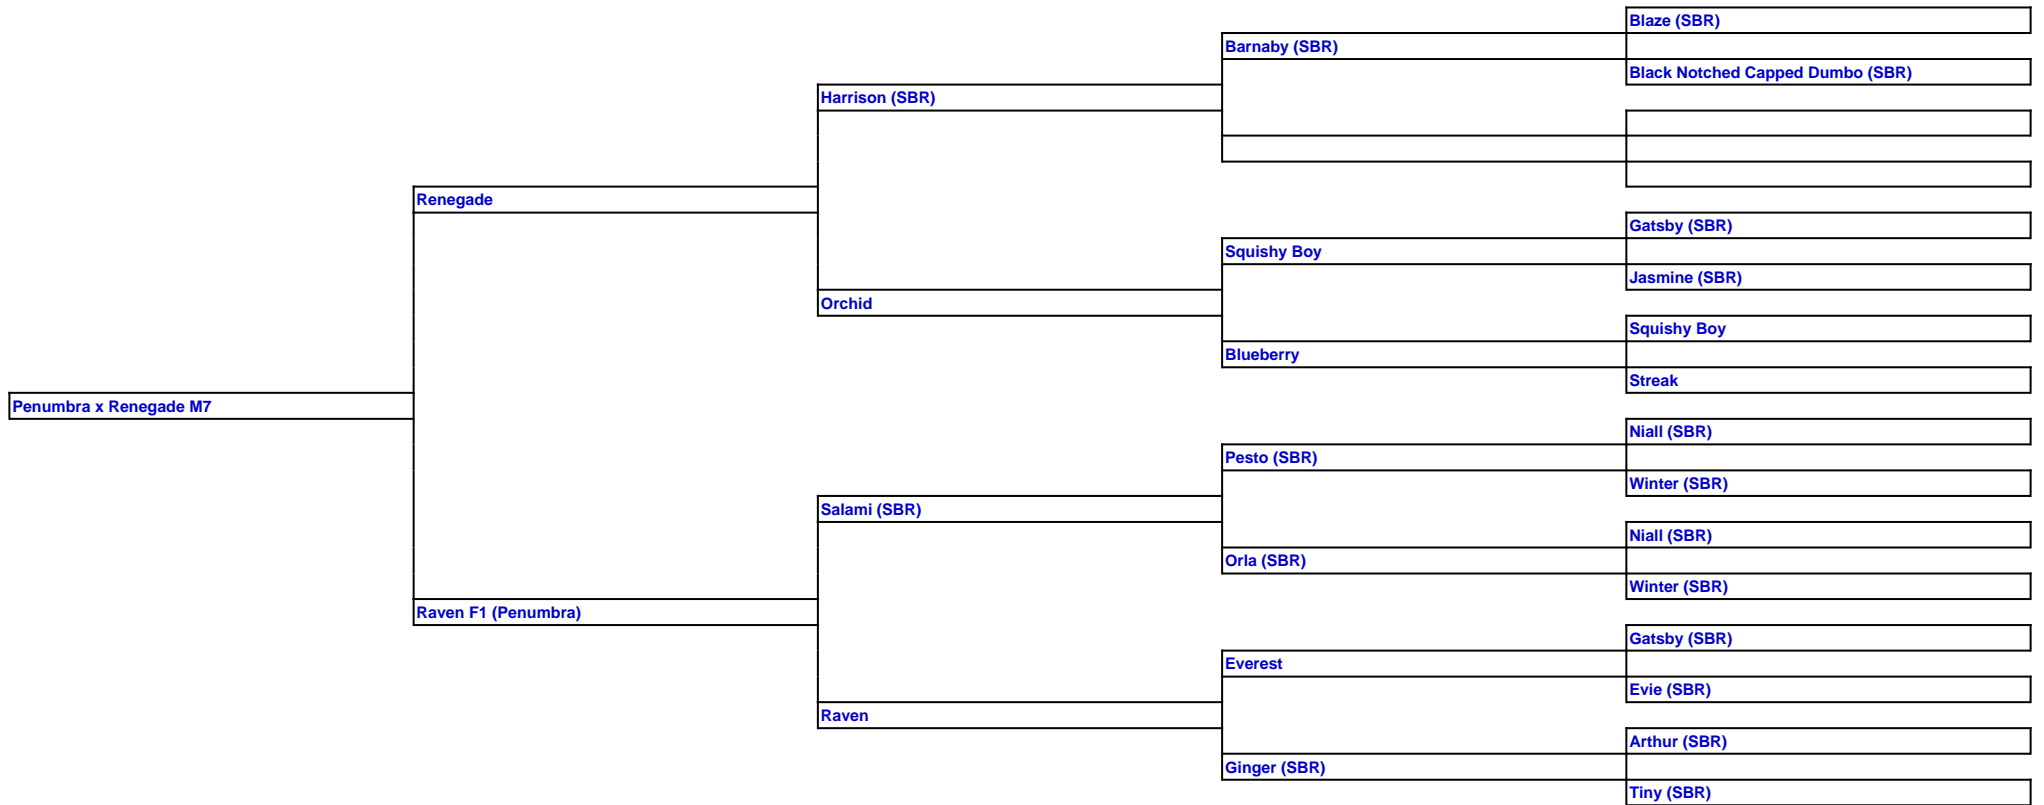 Blaze (SBR)
Barnaby (SBR)
Black Notched Capped Dumbo (SBR)
Harrison (SBR)
Renegade
Gatsby (SBR)
Squishy Boy
Jasmine (SBR)
Orchid
Squishy Boy
Blueberry
Streak
Penumbra x Renegade M7
Niall (SBR)
Pesto (SBR)
Winter (SBR)
Salami (SBR)
Niall (SBR)
Orla (SBR)
Winter (SBR)
Raven F1 (Penumbra)
Gatsby (SBR)
Everest
Evie (SBR)
Raven
Arthur (SBR)
Ginger (SBR)
Tiny (SBR)